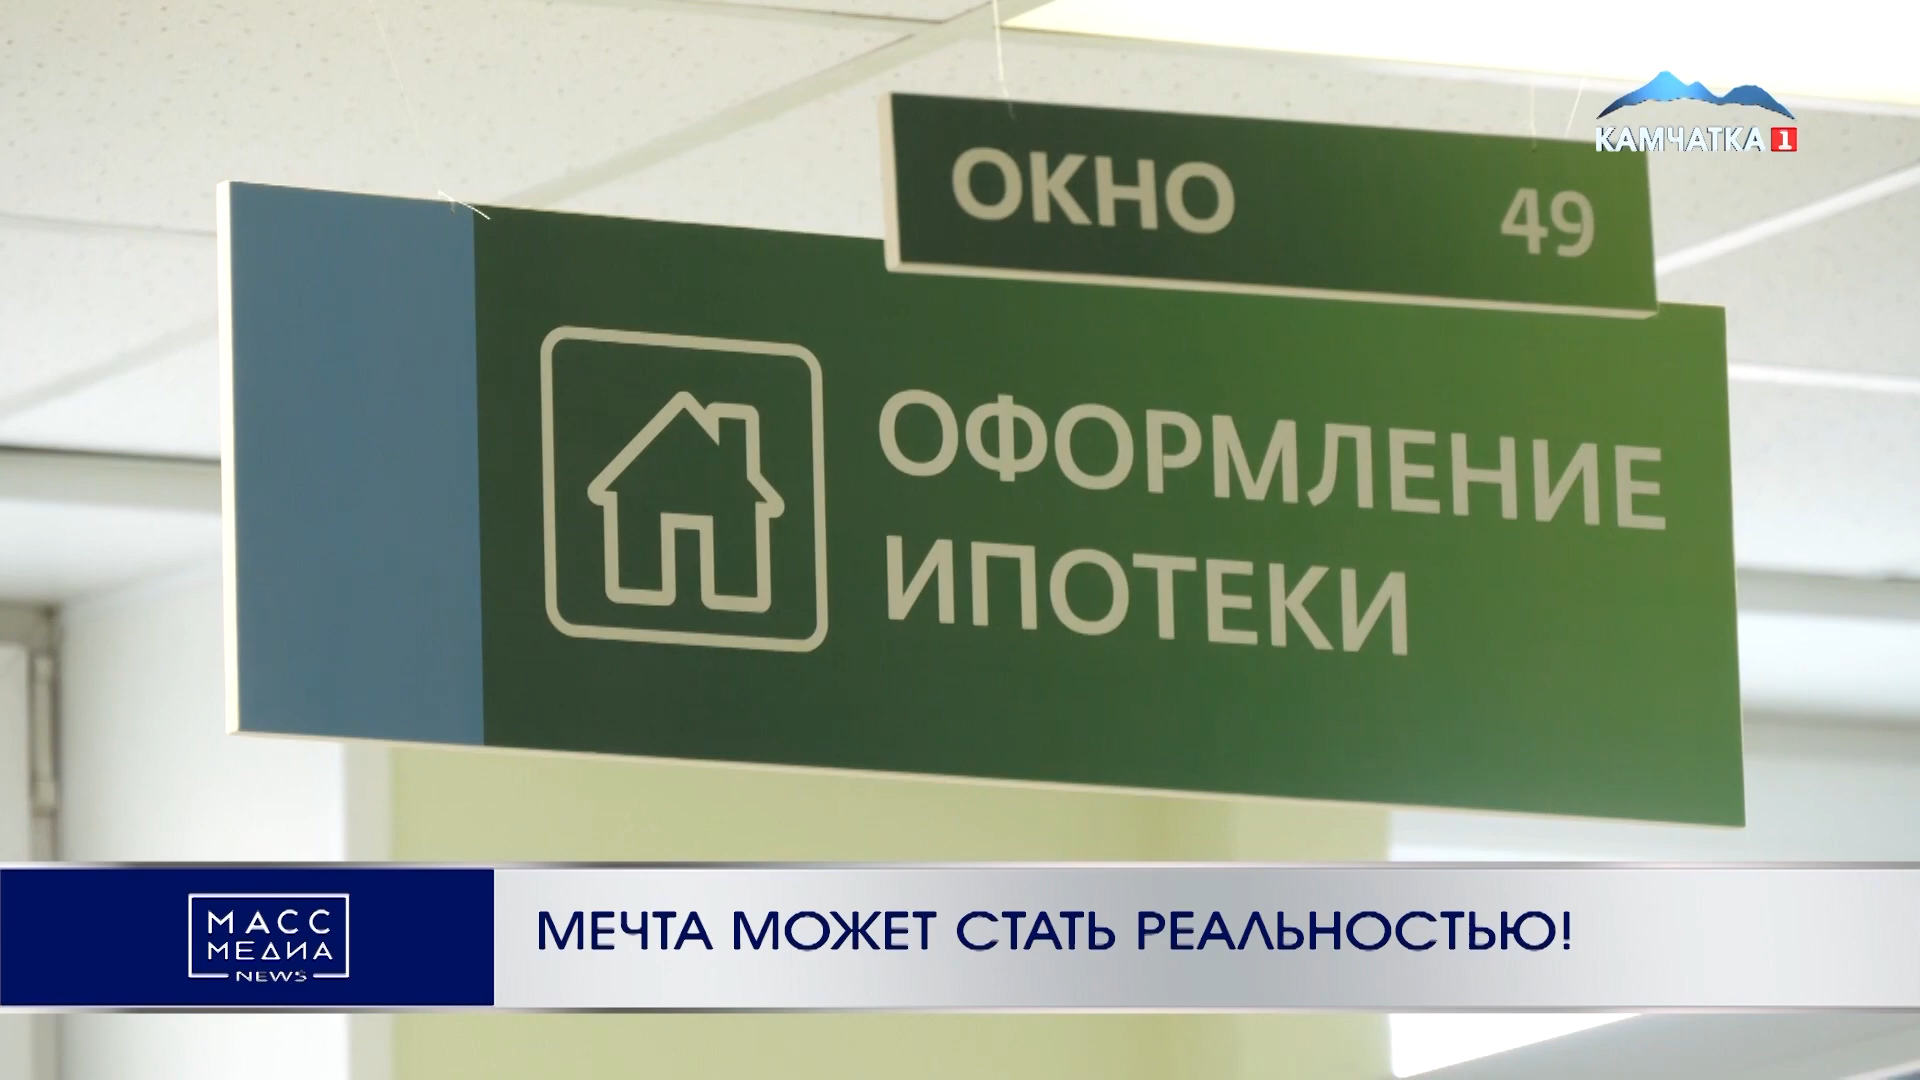 КАМЧАТКА 1
ОКНО 49
ОФОРМЛЕНИЕ
ИПОТЕКИ
МАСС
МЕДИА
NEWS
МЕЧТА МОЖЕТ СТАТЬ РЕАЛЬНОСТЬЮ!